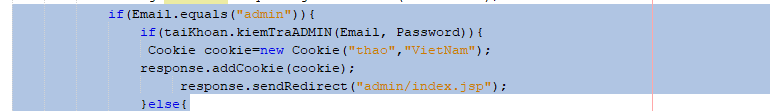 if(Email.equals("admin")){
if(taiKhoan.kiemTraADMIN(Email, Password)){
Cookie cookie=new Cookie("thao","VietNam");
response.addCookie(cookie);
response.sendRedirect("admin/index.jsp");
}else{